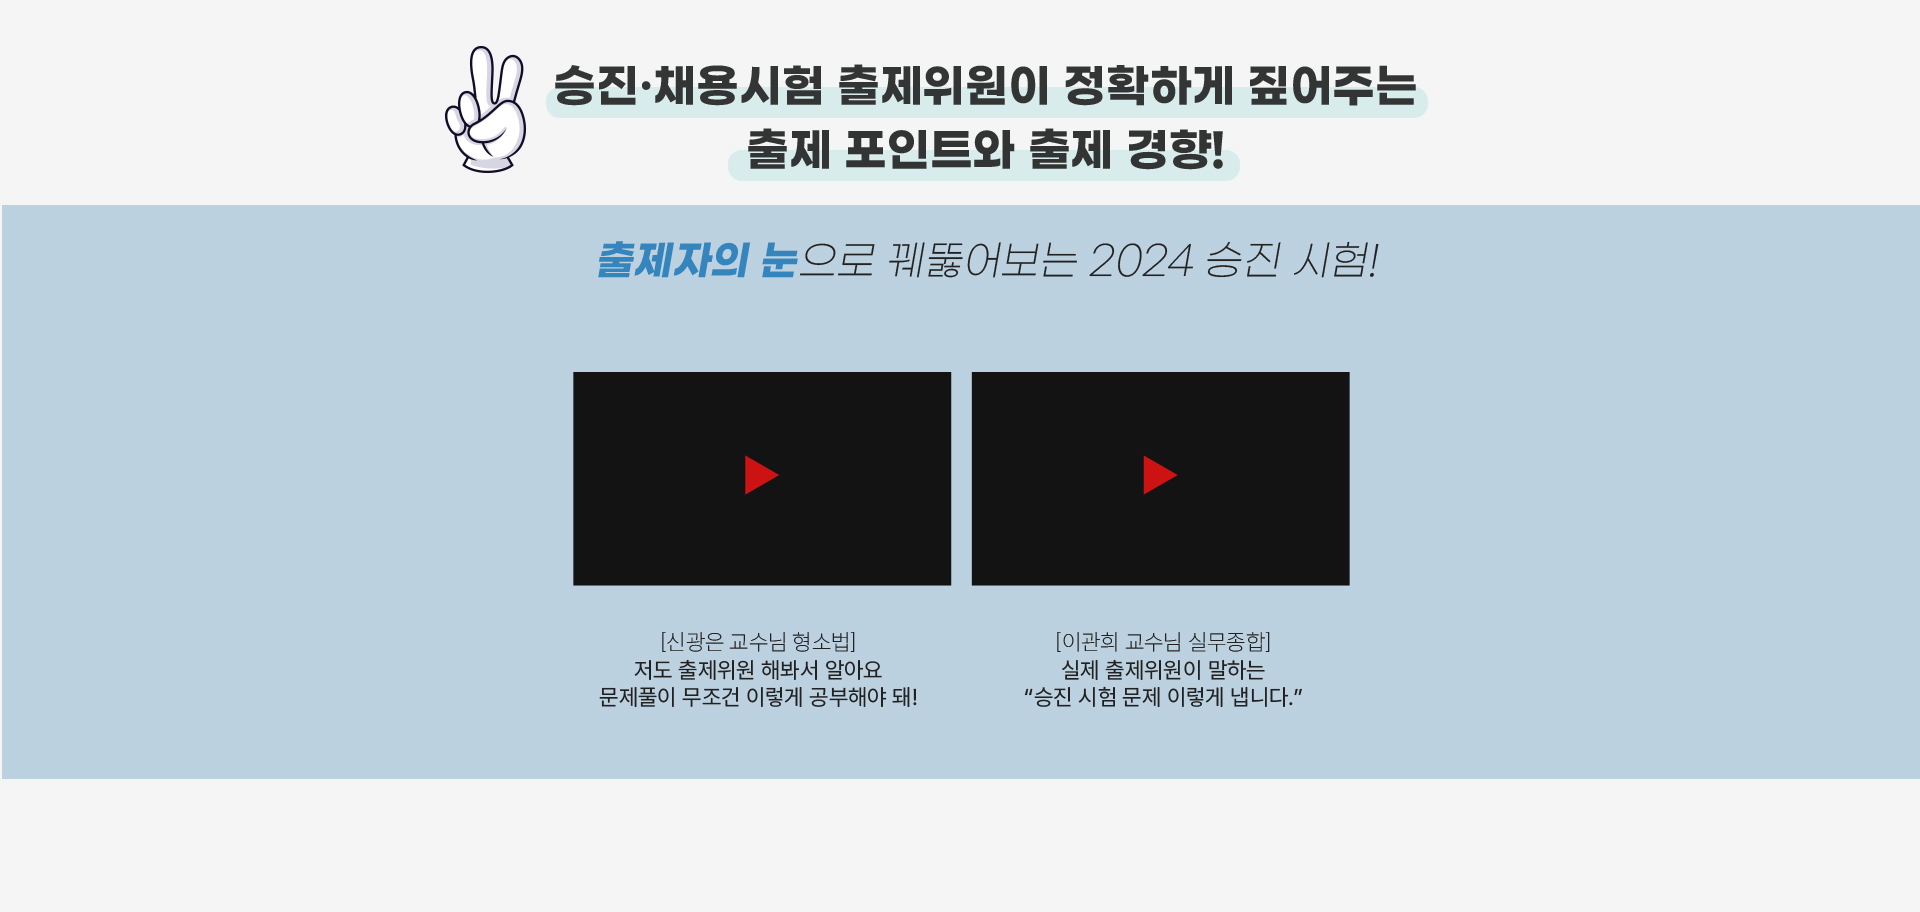 승진·채용시험 출제위원이 정확하게 짚어주는
출제 포인트와 출제 경향!
출제자의 눈으로 꿰뚫어보는 2024 승진 시험!
[신광은 교수님 형소법]
저도 출제위원 해봐서 알아요
문제풀이 무조건 이렇게 공부해야 돼!
[이관희 교수님 실무종합]
실제 출제위원이 말하는
“승진 시험 문제 이렇게 냅니다.”